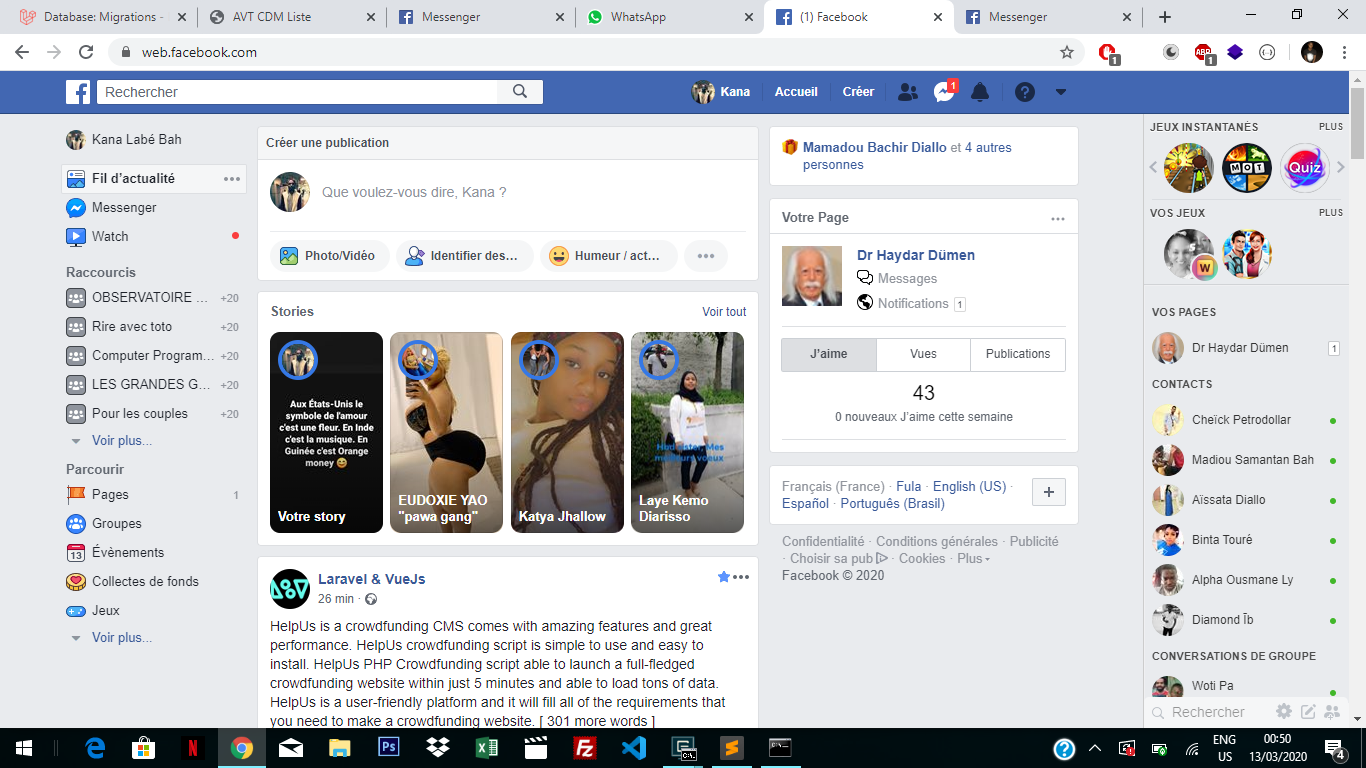 Database: Migrations -
AVT CDM Liste
Messenger
WhatsApp
(1) Facebook
Messenger
web.facebook.com
1
ABP
1
Rechercher
Kana
Accueil
Créer
1
Kana Labé Bah
Fil d'actualité
Messenger
Watch
Raccourcis
OBSERVATOIRE ... +20
Rire avec toto +20
Computer Program... +20
LES GRANDES G... +20
Pour les couples +20
Voir plus...
Parcourir
Pages 1
Groupes
13 Évènements
Collectes de fonds
Jeux
Voir plus...
Créer une publication
Que voulez-vous dire, Kana ?
Photo/Vidéo
Identifier des...
Humeur / act...
Stories
Voir tout
Aux États-Unis le
symbole de l'amour
c'est une fleur. En Inde
c'est la musique. En
Guinée c'est Orange
money 😄
Votre story
EUDOXIE YAO
"pawa gang"
Katya Jhallow
Laye Kemo
Diarisso
Laravel & VueJs
26 min ·
HelpUs is a crowdfunding CMS comes with amazing features and great
performance. HelpUs crowdfunding script is simple to use and easy to
install. HelpUs PHP Crowdfunding script able to launch a full-fledged
crowdfunding website within just 5 minutes and able to load tons of data.
HelpUs is a user-friendly platform and it will fill all of the requirements that
you need to make a crowdfunding website. [ 301 more words ]
Mamadou Bachir Diallo et 4 autres
personnes
Votre Page
Dr Haydar Dümen
Messages
Notifications 1
J'aime
Vues
Publications
43
0 nouveaux J'aime cette semaine
Français (France) · Fula · English (US) ·
Español · Português (Brasil)
Confidentialité · Conditions générales · Publicité
· Choisir sa pub · Cookies · Plus
Facebook © 2020
JEUX INSTANTANÉS PLUS
MOT
Quiz
VOS JEUX PLUS
W
VOS PAGES
Dr Haydar Dümen 1
CONTACTS
Cheïck Petrodollar
Madiou Samantan Bah
Aïssata Diallo
Binta Touré
Alpha Ousmane Ly
Diamond Ïb
CONVERSATIONS DE GROUPE
Woti Pa
Rechercher
ENG
US
00:50
13/03/2020
4